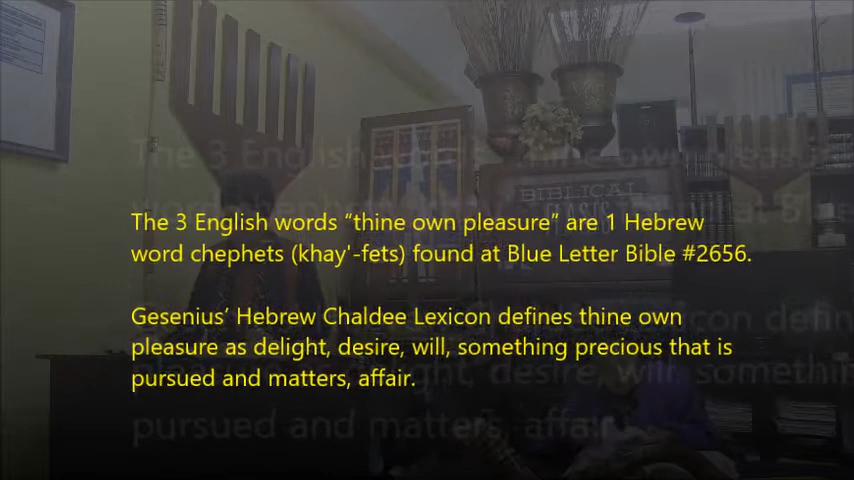 BIBLICAL
The 3 English words “thine own pleasure” are 1 Hebrew
word chephets (khay'-fets) found at Blue Letter Bible #2656.
Gesenius’ Hebrew Chaldee Lexicon defines thine own
pleasure as delight, desire, will, something precious that is
pursued and matters, affair.